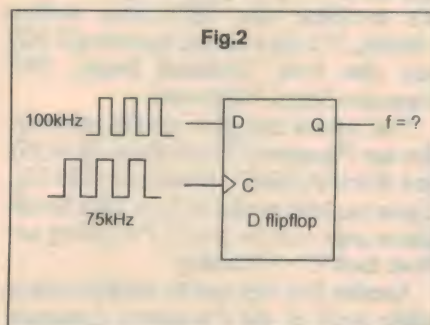 Fig.2
100kHz
D
Q
f = ?
C
75kHz
D flipflop